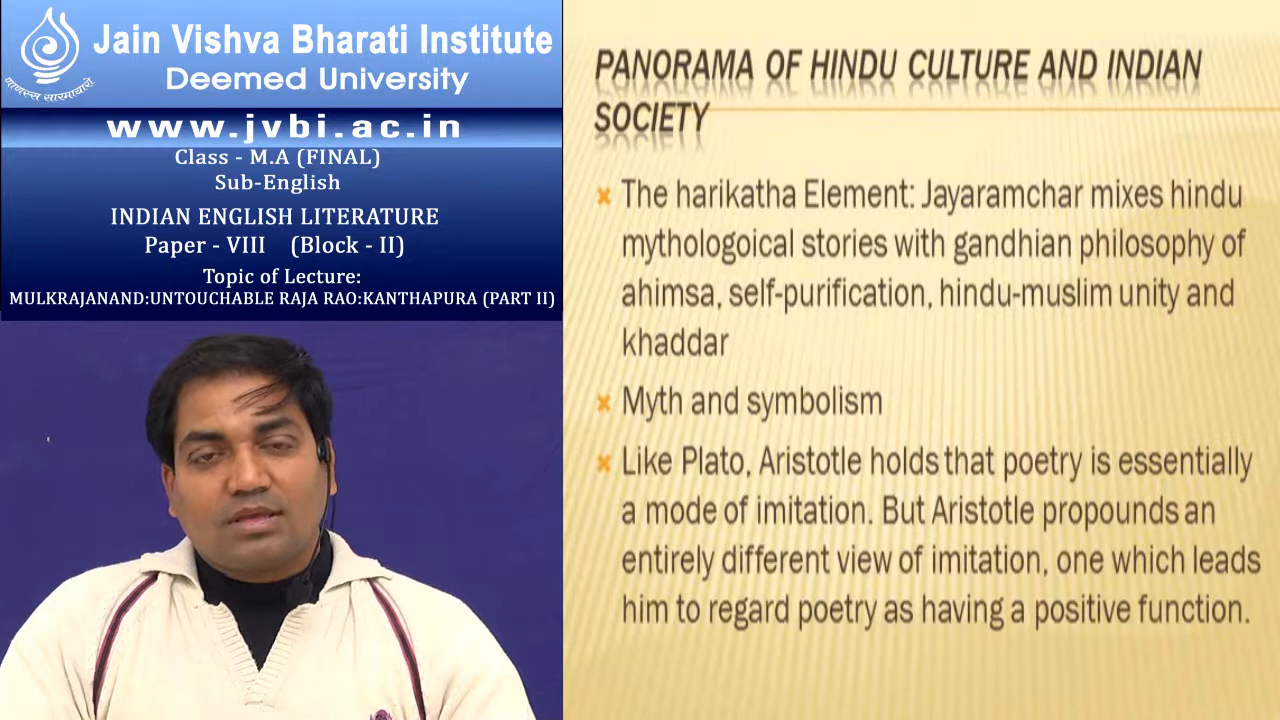 Jain Vishva Bharati Institute
Deemed University
www.jvbi.ac.in
Class - M.A (FINAL)
Sub-English
INDIAN ENGLISH LITERATURE
Paper - VIII (Block - II)
Topic of Lecture:
MULKRAJANAND:UNTOUCHABLE RAJA RAO:KANTHAPURA (PART II)
PANORAMA OF HINDU CULTURE AND INDIAN
SOCIETY
The harikatha Element: Jayaramchar mixes hindu
mythologoical stories with gandhian philosophy of
ahimsa, self-purification, hindu-muslim unity and
khaddar
Myth and symbolism
Like Plato, Aristotle holds that poetry is essentially
a mode of imitation. But Aristotle propounds an
entirely different view of imitation, one which leads
him to regard poetry as having a positive function.